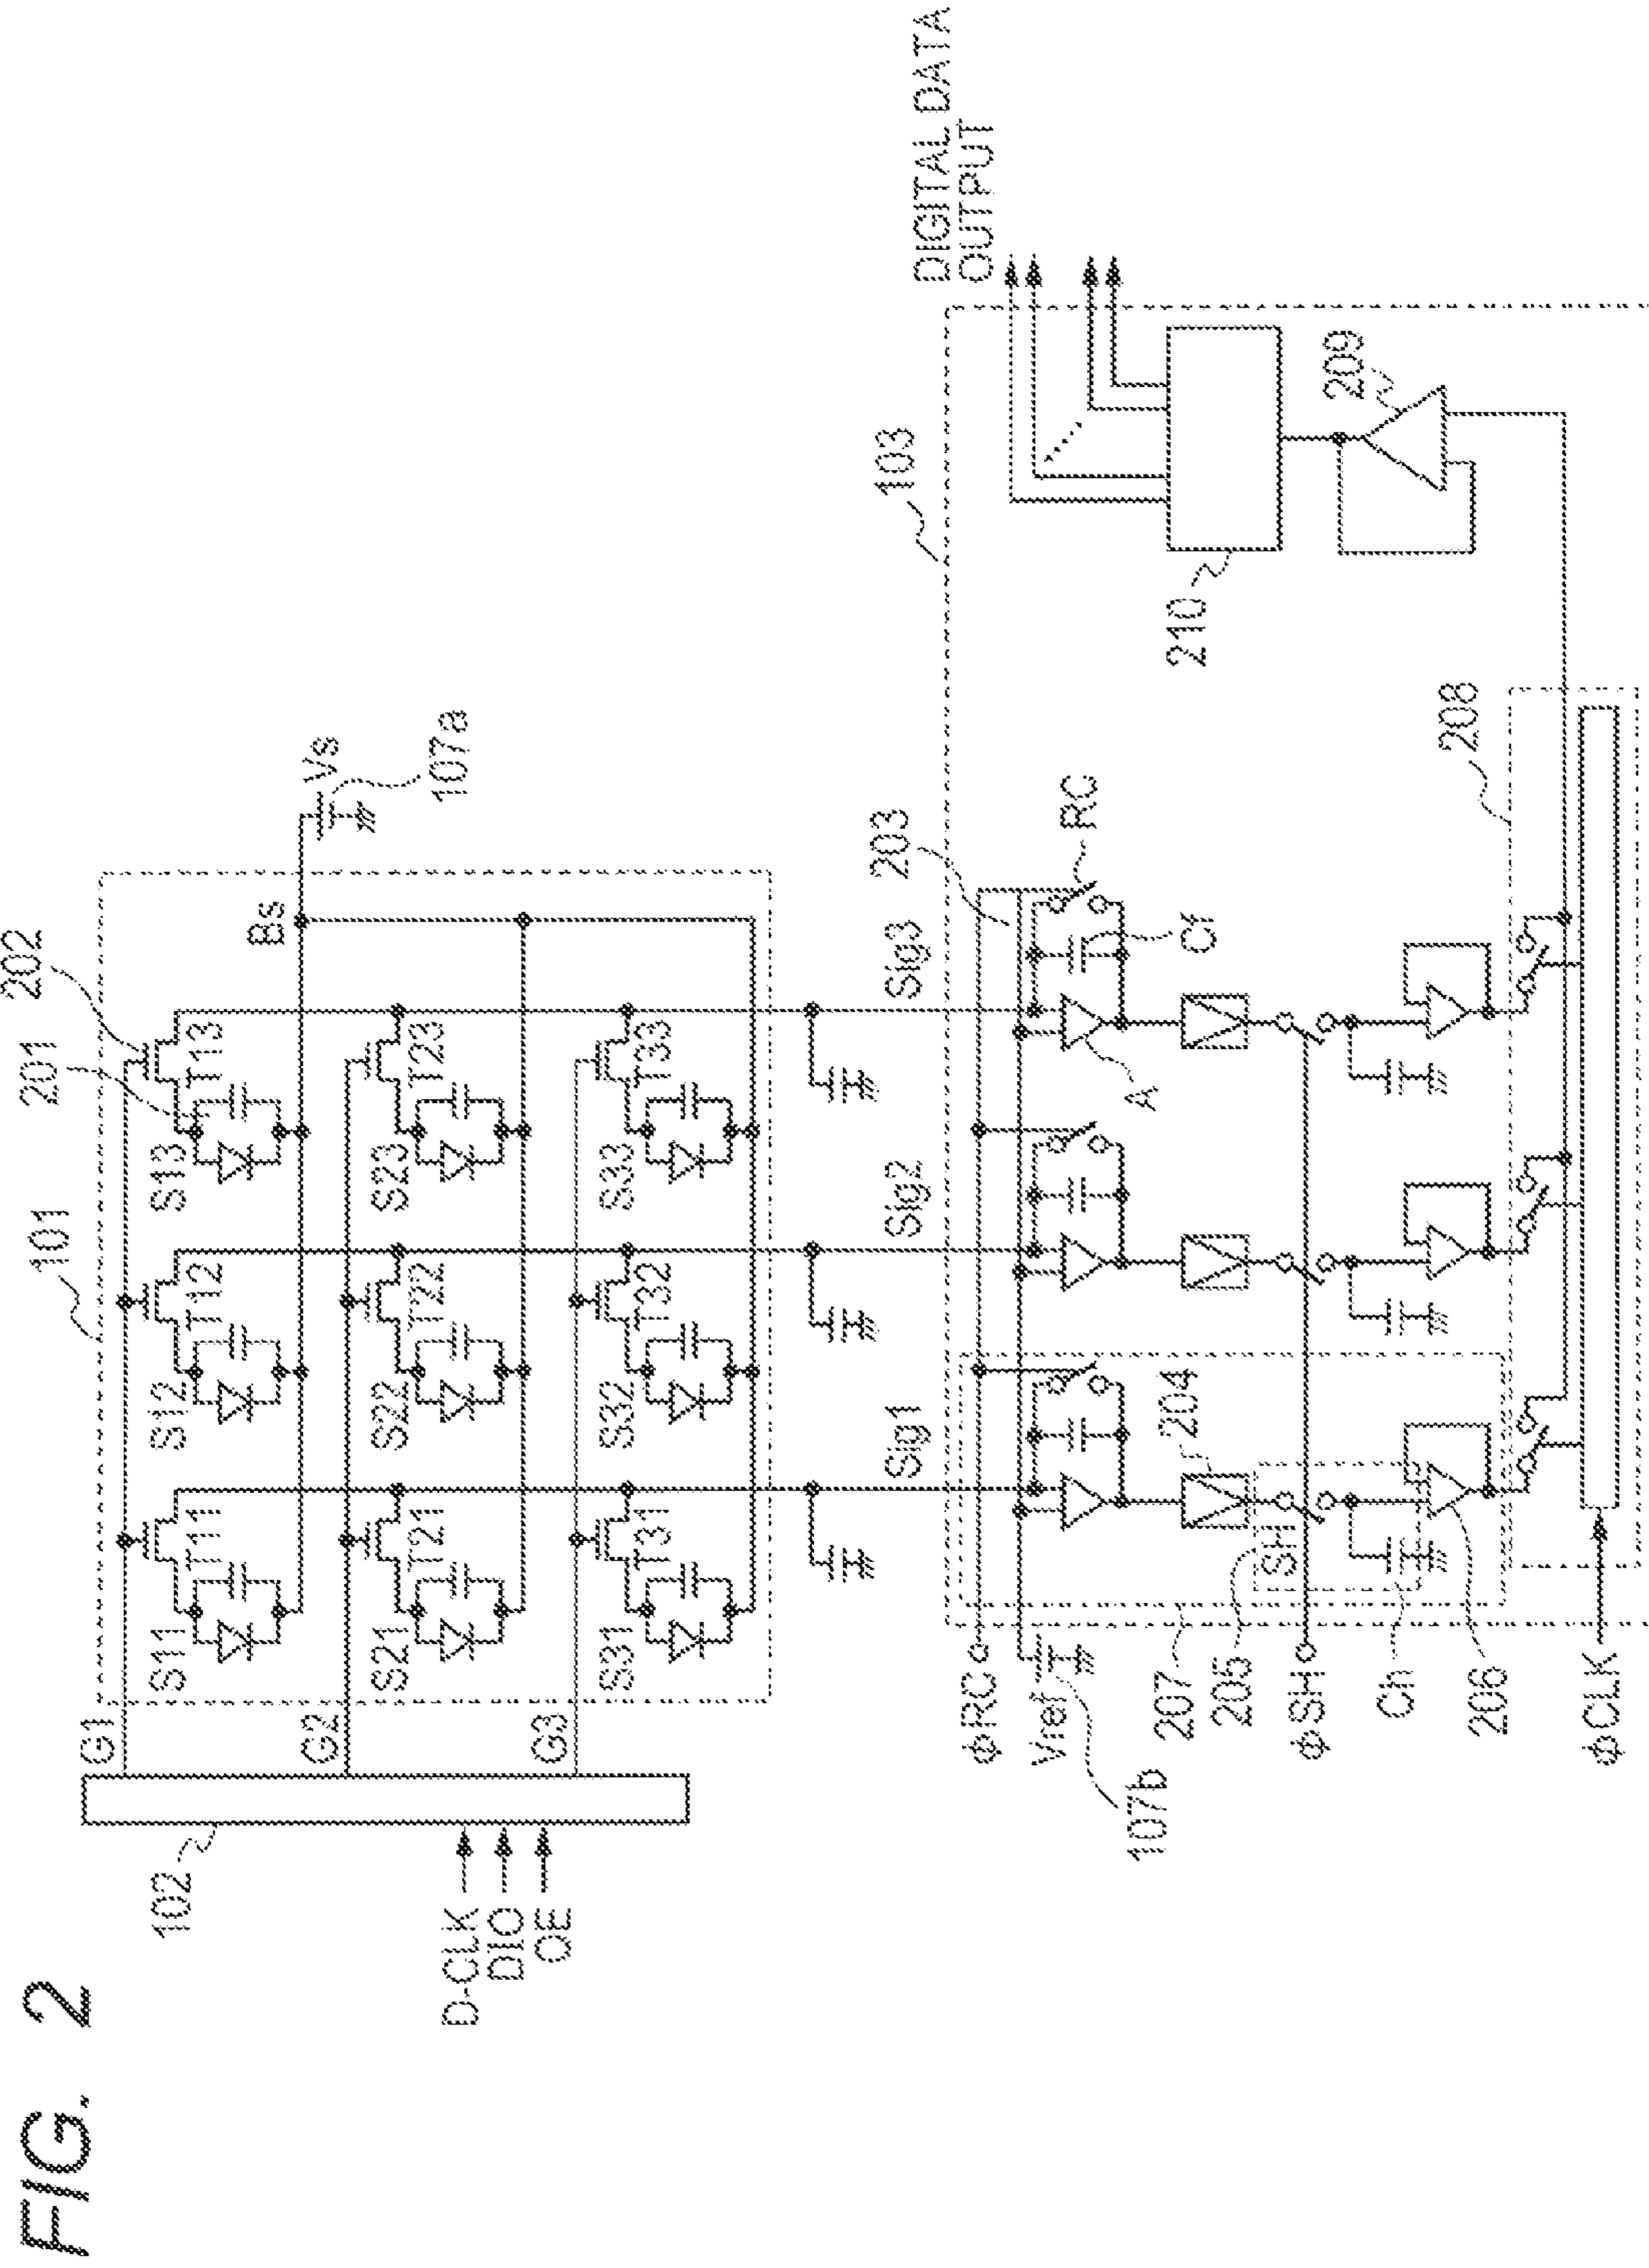 FIG. 2
101
201
202
102
G1
S11
T11
S12
T12
S13
T13
Bs
Vs
107a
G2
S21
T21
S22
T22
S23
T23
D-CLK
DIO
OE
G3
S31
T31
S32
T32
S33
T33
Sig1
Sig2
Sig3
203
103
DIGITAL DATA
OUTPUT
ΦRC
Vref
107b
RC
A
Cf
207
204
205
SH
ΦSH
210
209
Ch
206
208
ΦCLK